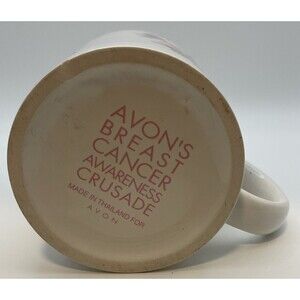 AVON'S
BREAST
CANCER
AWARENESS
CRUSADE
MADE IN THAILAND FOR
AVON